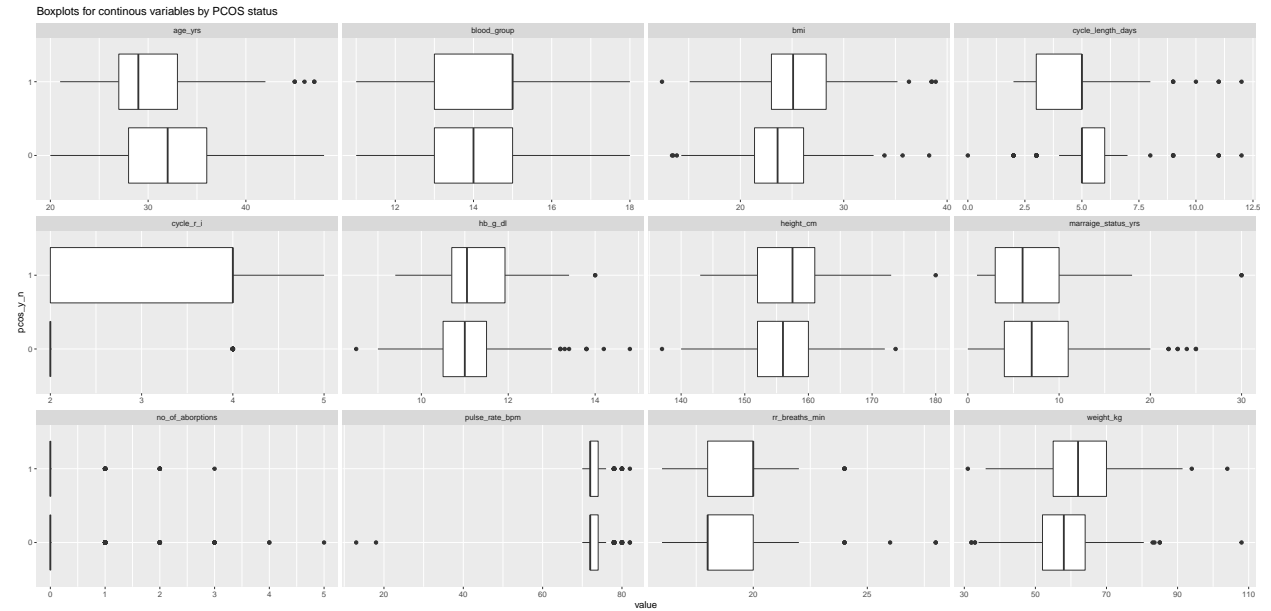 Boxplots for continous variables by PCOS status
age_yrs blood_group bmi cycle_length_days
1
0
20 30 40 12 14 16 18 20 30 40 0.0 2.5 5.0 7.5 10.0 12.5
cycle_r_i hb_g_dl height_cm marraige_status_yrs
pcos_y_n
1
0
2 3 4 5 10 12 14 140 150 160 170 180 0 10 20 30
no_of_aborptions pulse_rate_bpm rr_breaths_min weight_kg
1
0
0 1 2 3 4 5 20 40 60 80 20 25 30 50 70 90 110
value